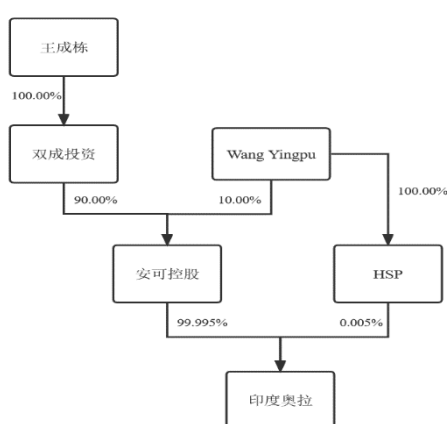 王成栋
100.00%
双成投资
Wang Yingpu
100.00%
90.00%
10.00%
安可控股
HSP
99.995%
0.005%
印度奥拉